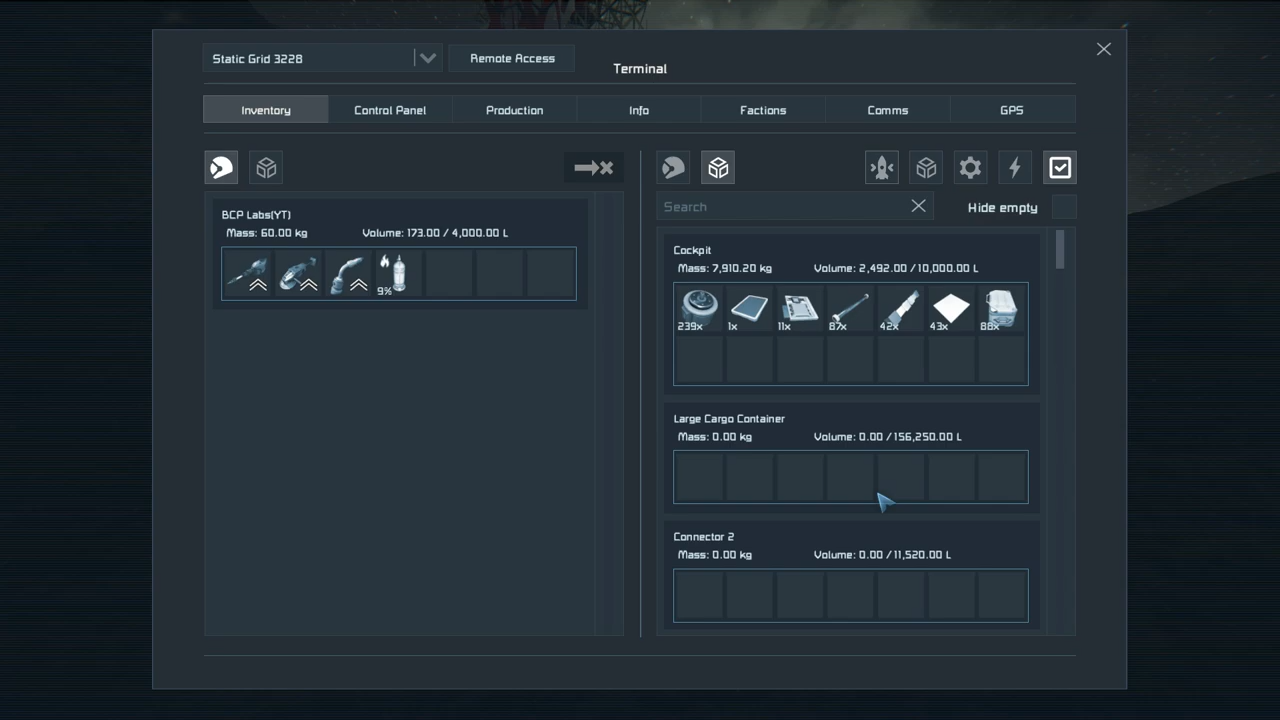 Static Grid 3228
Remote Access
Terminal
Inventory
Control Panel
Production
Info
Factions
Comms
GPS
BCP Labs(YT)
Mass: 60.00 kg Volume: 173.00 / 4,000.00 L
9%
Search
Hide empty
Cockpit
Mass: 7,910.20 kg Volume: 2,492.00 / 10,000.00 L
239x 1x 11x 87x 42x 43x 88x
Large Cargo Container
Mass: 0.00 kg Volume: 0.00 / 156,250.00 L
Connector 2
Mass: 0.00 kg Volume: 0.00 / 11,520.00 L